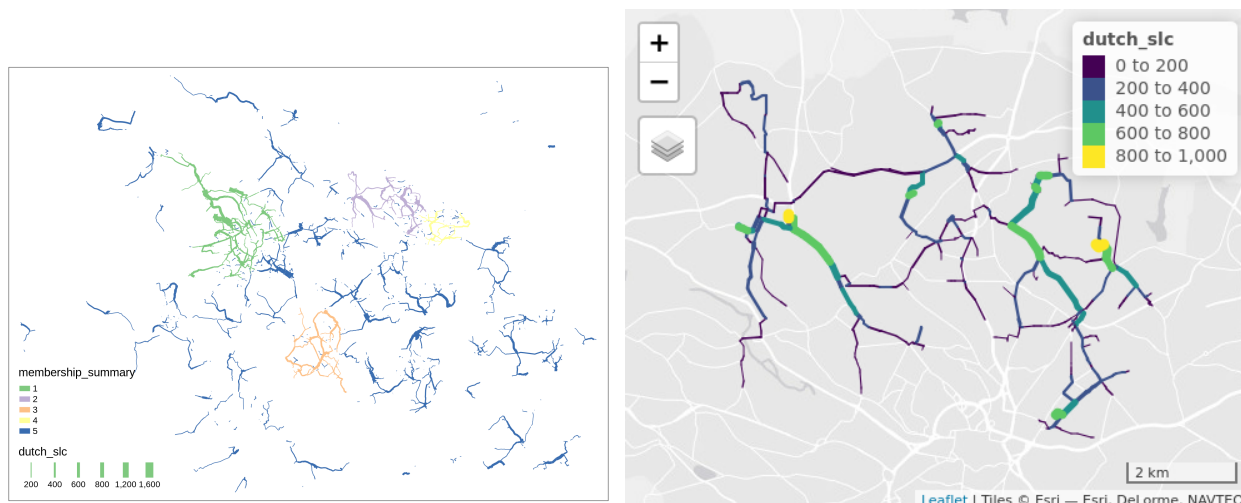 membership_summary
1
2
3
4
5
dutch_slc
200 400 600 800 1,200 1,600
+
−
dutch_slc
0 to 200
200 to 400
400 to 600
600 to 800
800 to 1,000
2 km
Leaflet | Tiles © Esri — Esri, DeLorme, NAVTEQ